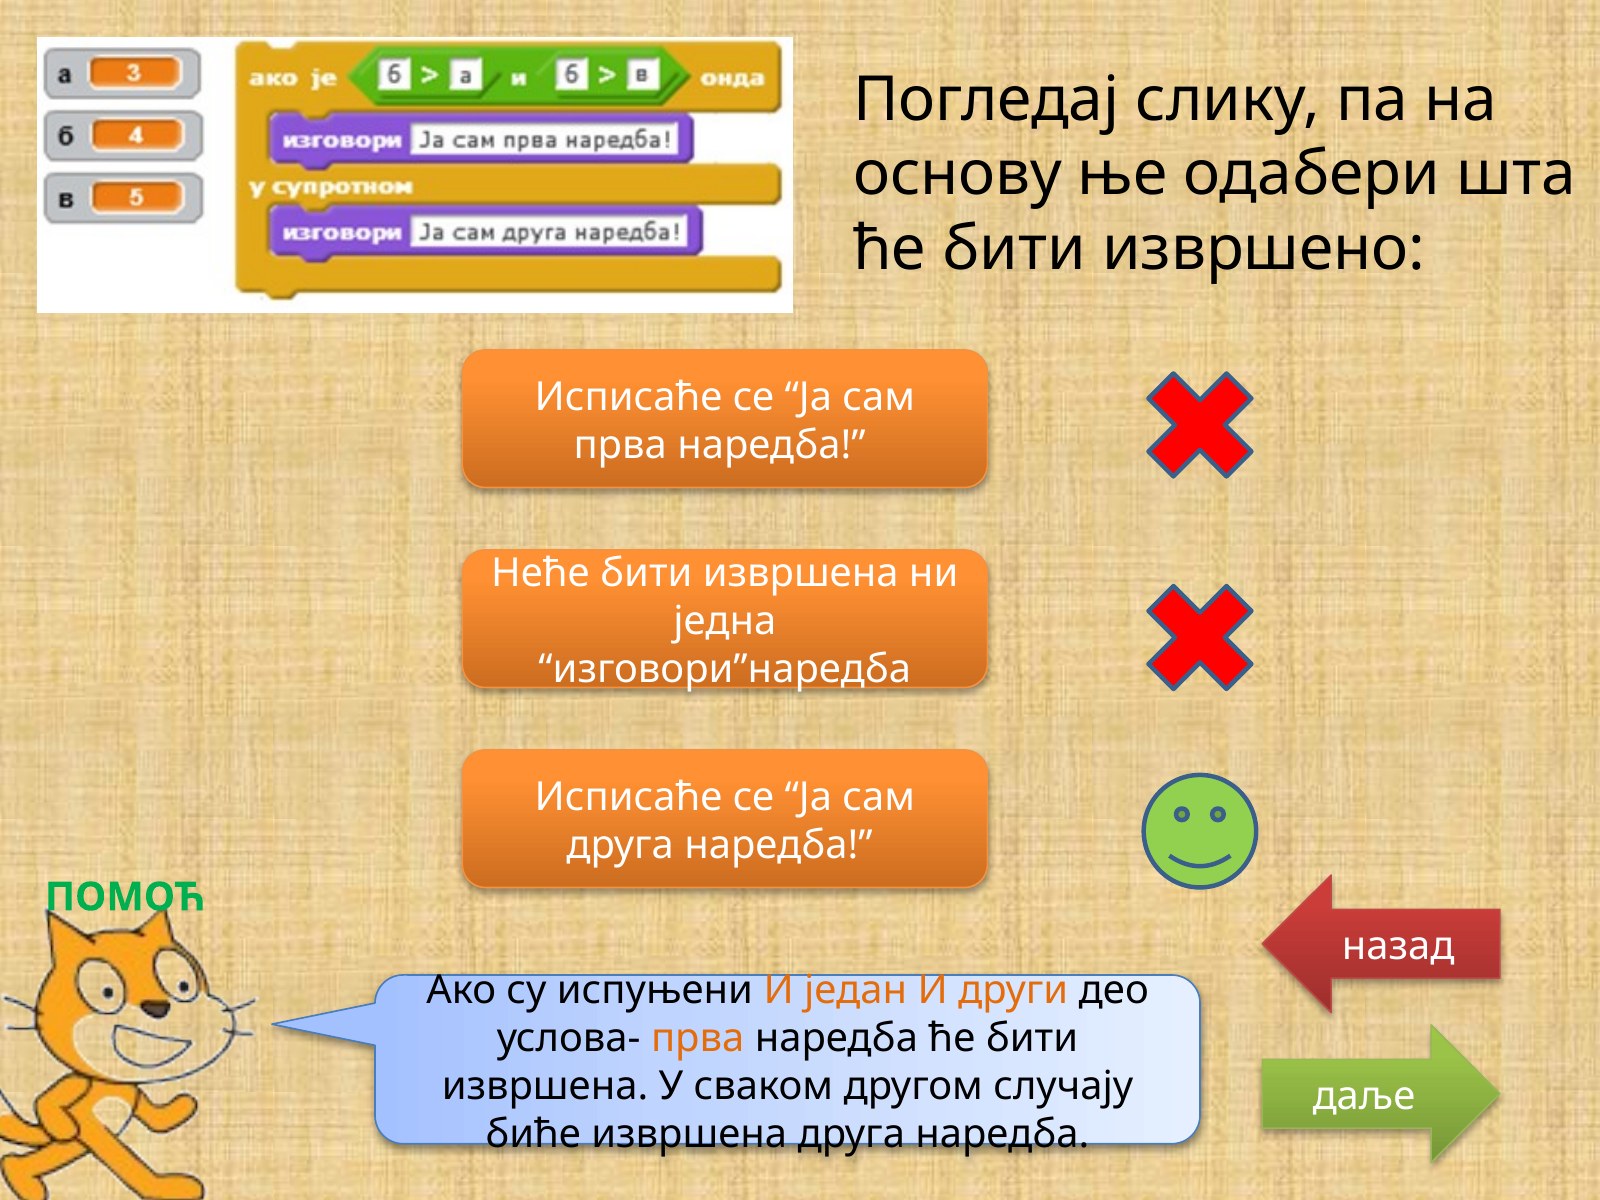 а 3
б 4
в 5
ако је б > а и б > в онда
изговори Ја сам прва наредба!
у супротном
изговори Ја сам друга наредба!
Погледај слику, па на
основу ње одабери шта
ће бити извршено:
Исписаће се “Ја сам
прва наредба!”
Неће бити извршена ни
једна
“изговори”наредба
Исписаће се “Ја сам
друга наредба!”
ПОМОЋ
Ако су испуњени И један И други део
услова- прва наредба ће бити
извршена. У сваком другом случају
биће извршена друга наредба.
назад
даље